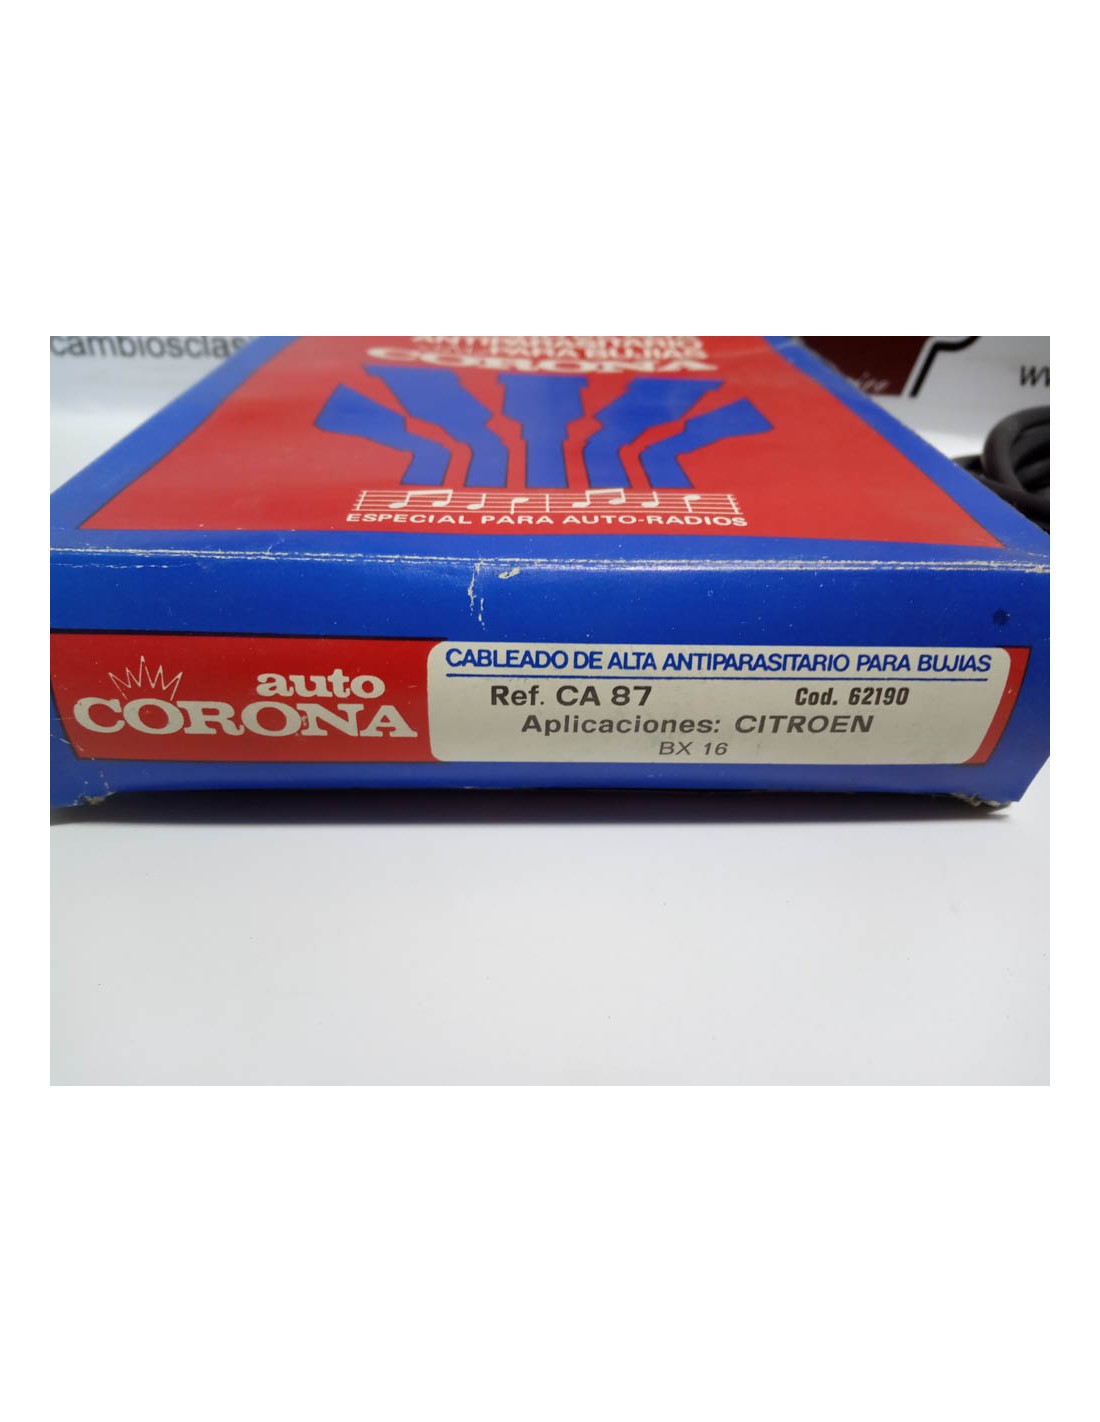 cambiosclas
ANTIPARASITARIO
PARA BUJIAS
CORONA
ESPECIAL PARA AUTO-RADIOS
auto
CORONA
CABLEADO DE ALTA ANTIPARASITARIO PARA BUJIAS
Ref. CA 87 Cod. 62190
Aplicaciones: CITROEN
BX 16